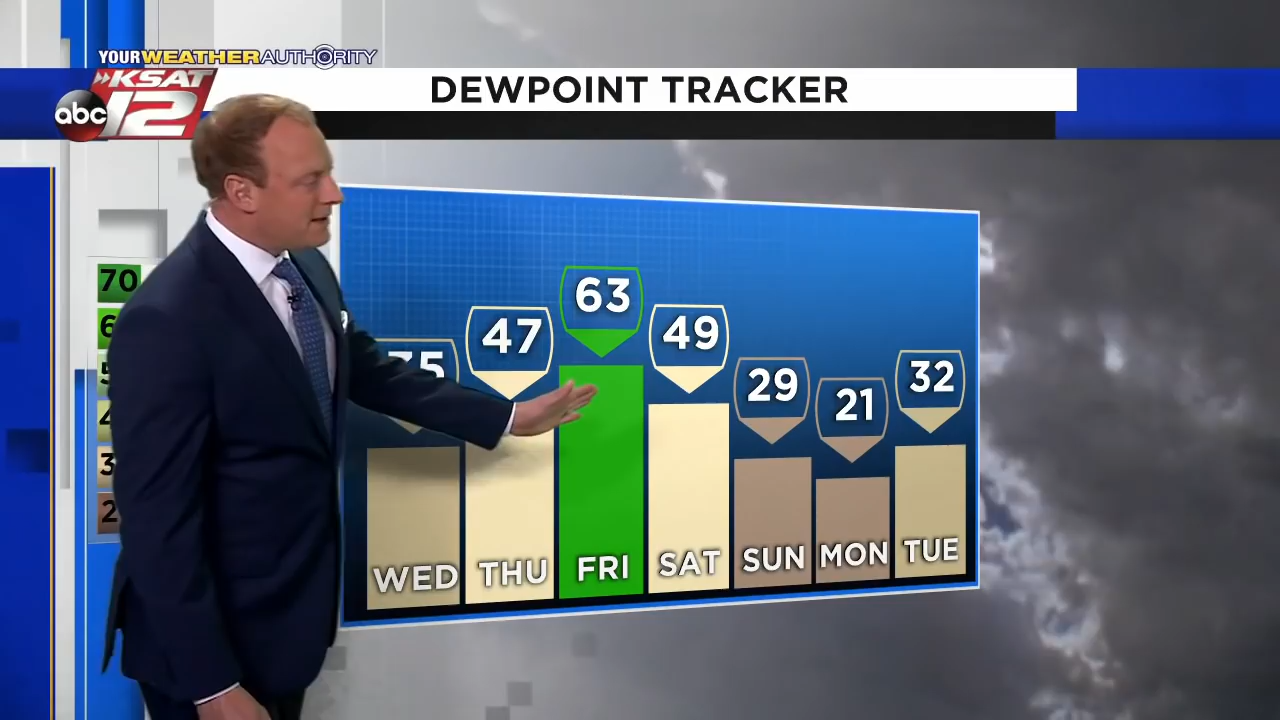 YOURWEATHERAUTHORITY
KSAT
abc 12
DEWPOINT TRACKER
70
63
47
49
29
21
32
WED THU FRI SAT SUN MON TUE